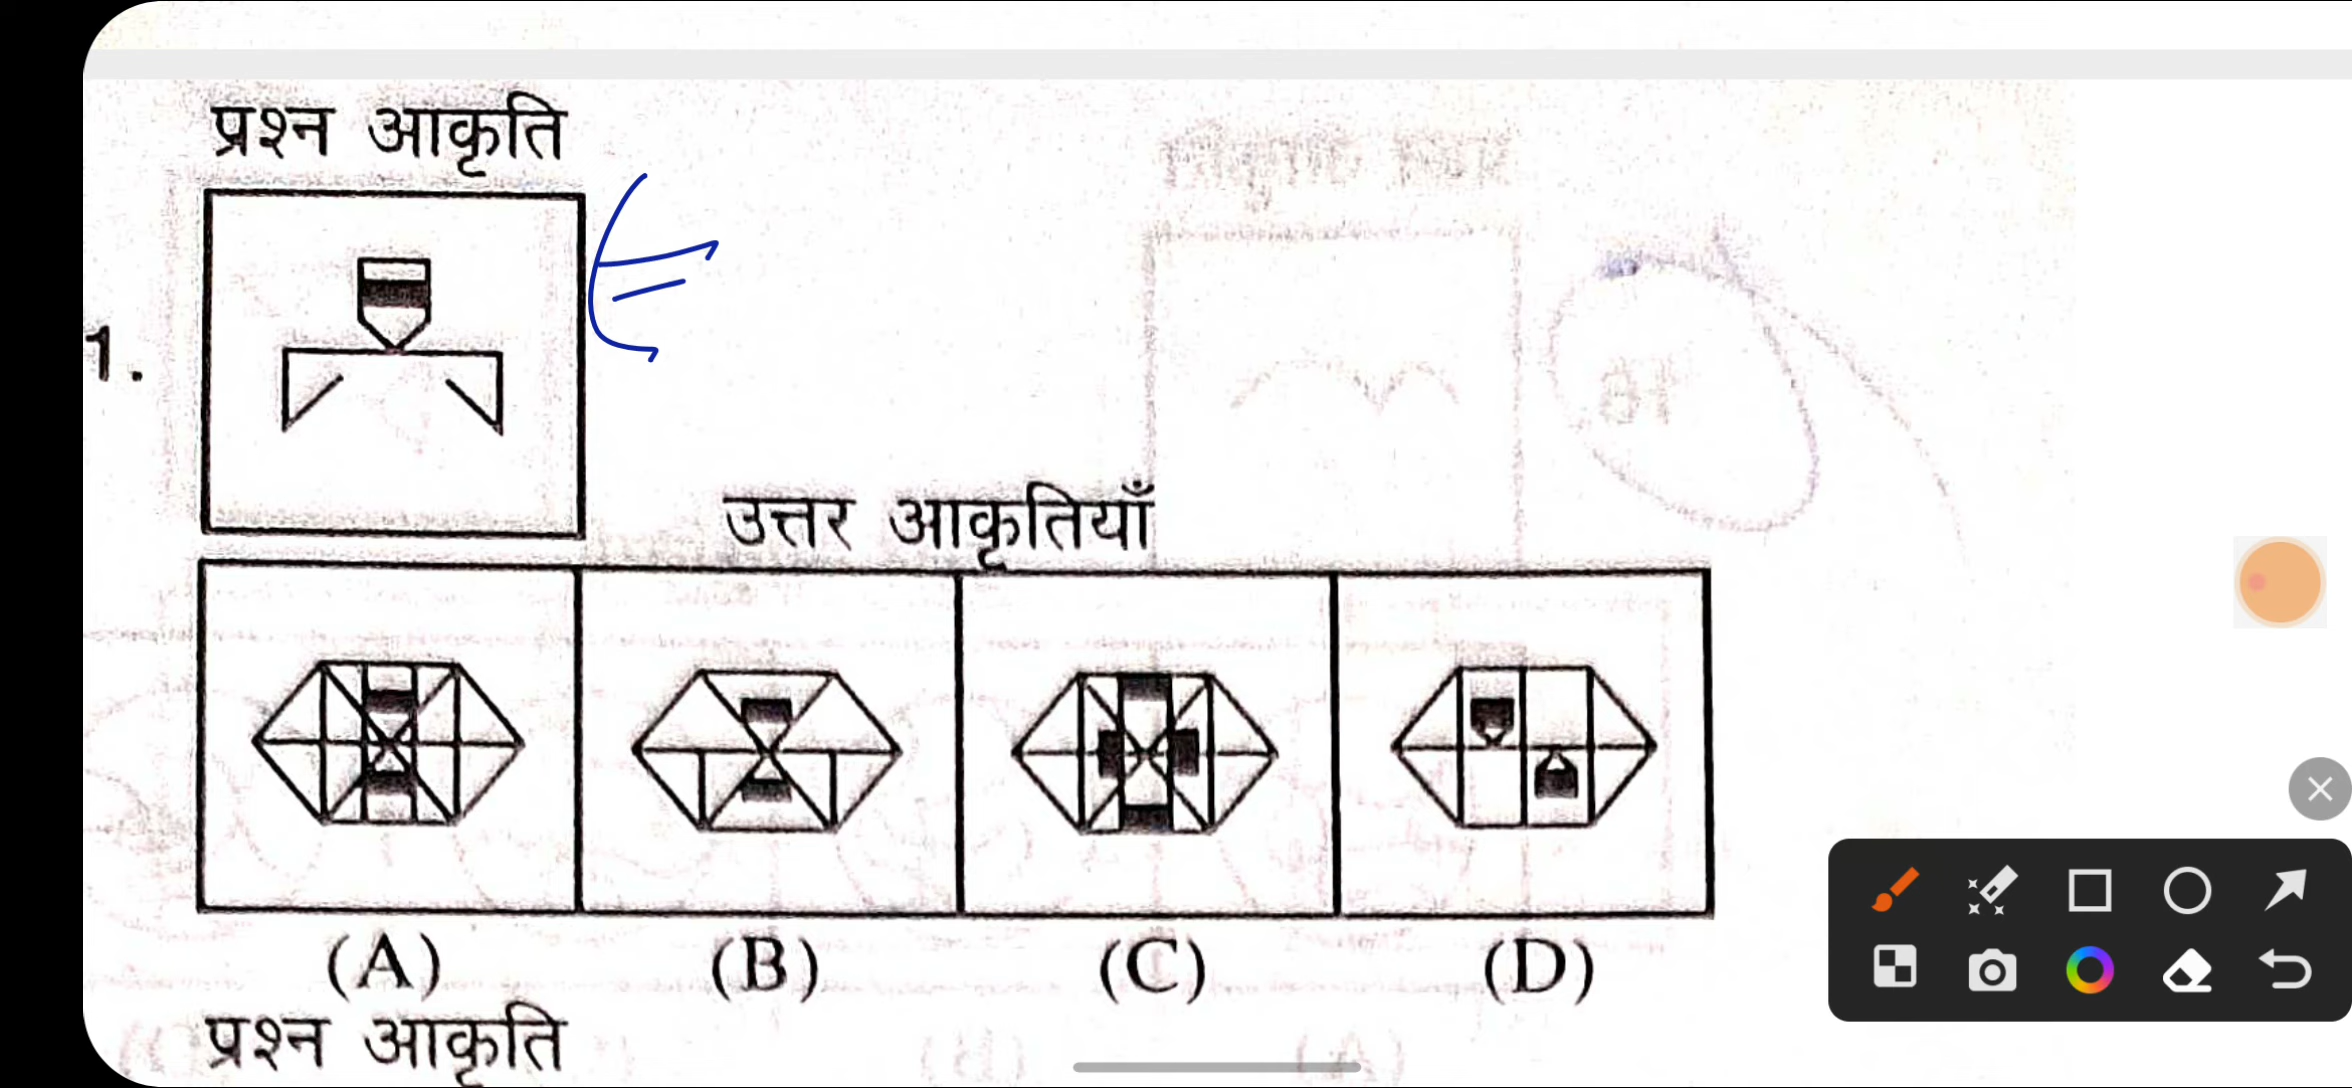 प्रश्न आकृति
1.
उत्तर आकृतियाँ
(A) (B) (C) (D)
प्रश्न आकृति